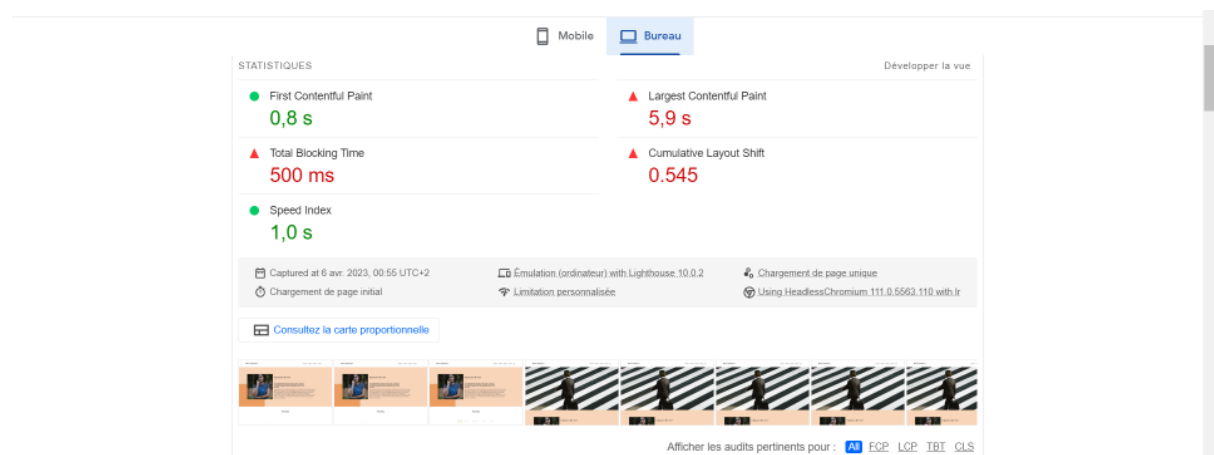 Mobile
Bureau
STATISTIQUES
Développer la vue
First Contentful Paint
0,8 s
Largest Contentful Paint
5,9 s
Total Blocking Time
500 ms
Cumulative Layout Shift
0.545
Speed Index
1,0 s
Captured at 6 avr. 2023, 00:55 UTC+2
Émulation (ordinateur) with Lighthouse 10.0.2
Chargement de page unique
Chargement de page initial
Limitation personnalisée
Using HeadlessChromium 111.0.5563.110 with lr
Consultez la carte proportionnelle
Afficher les audits pertinents pour : All FCP LCP TBT CLS